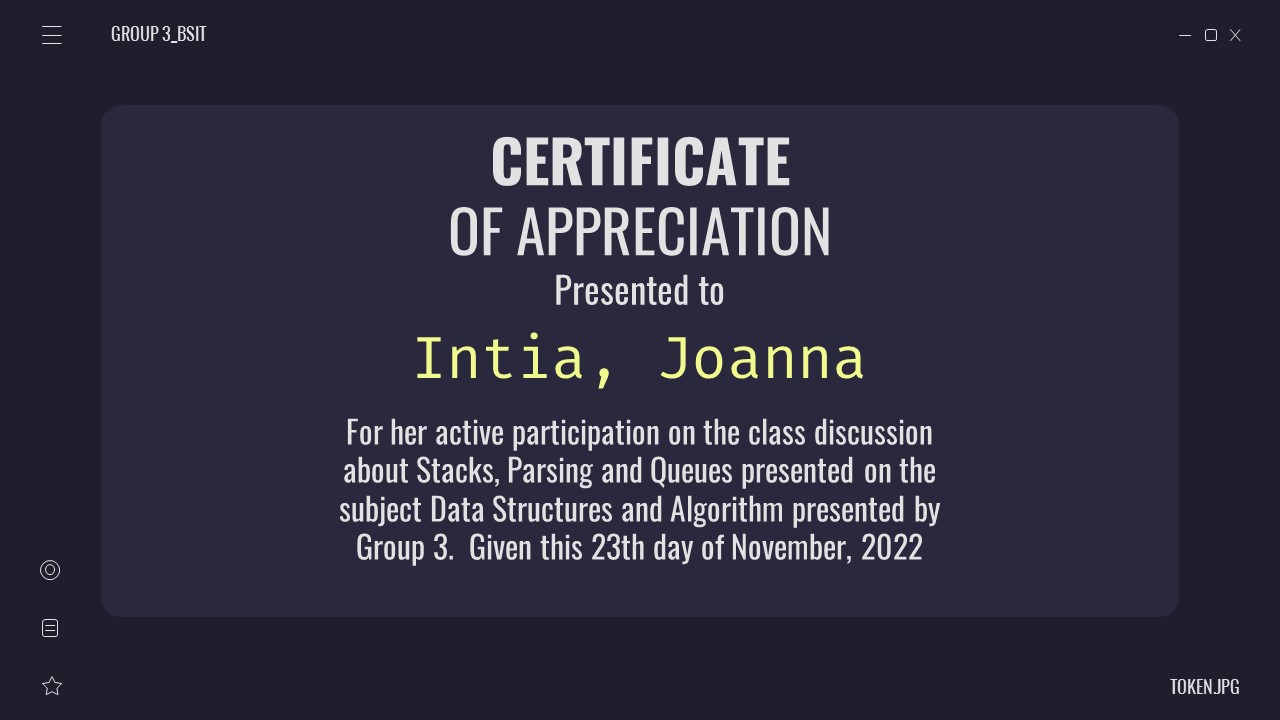 GROUP 3_BSIT
CERTIFICATE
OF APPRECIATION
Presented to
Intia, Joanna
For her active participation on the class discussion
about Stacks, Parsing and Queues presented on the
subject Data Structures and Algorithm presented by
Group 3.  Given this 23th day of November, 2022
TOKEN.JPG